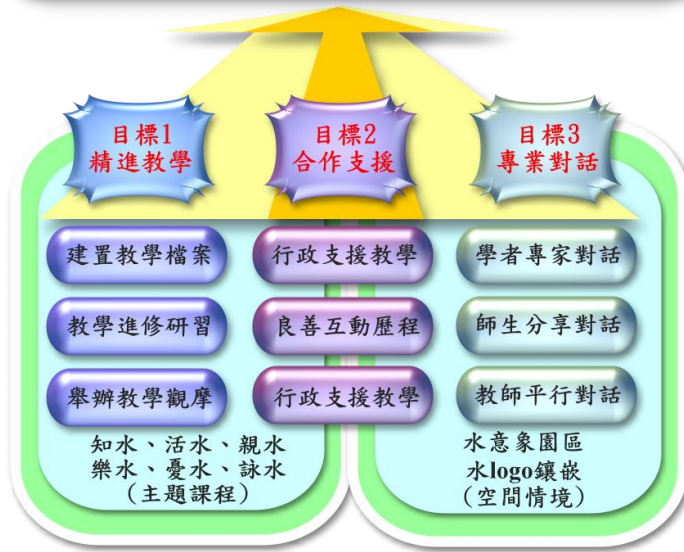 目標1
精進教學
目標2
合作支援
目標3
專業對話
建置教學檔案
行政支援教學
學者專家對話
教學進修研習
良善互動歷程
師生分享對話
舉辦教學觀摩
行政支援教學
教師平行對話
知水、活水、親水
樂水、憂水、詠水
（主題課程）
水意象園區
水logo鑲嵌
（空間情境）